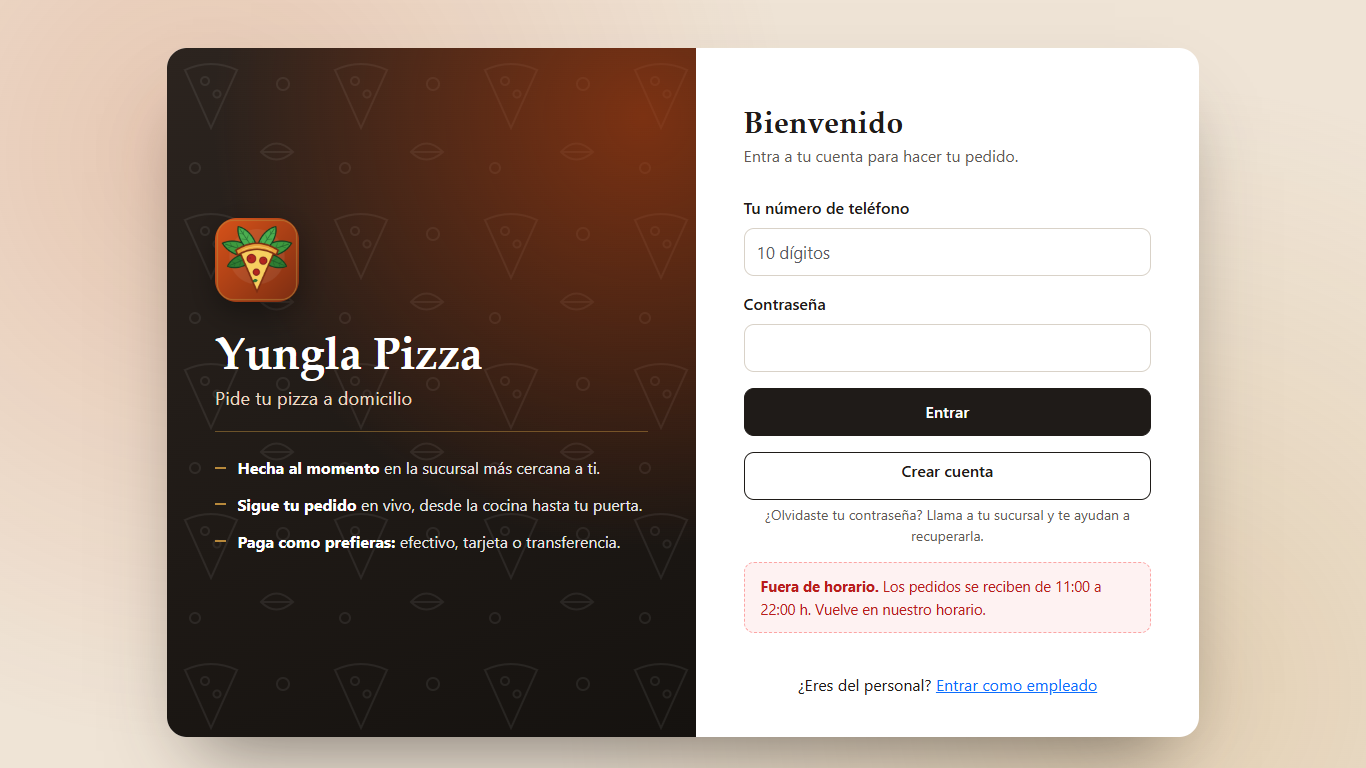 Yungla Pizza
Pide tu pizza a domicilio
Hecha al momento en la sucursal más cercana a ti.
Sigue tu pedido en vivo, desde la cocina hasta tu puerta.
Paga como prefieras: efectivo, tarjeta o transferencia.
Bienvenido
Entra a tu cuenta para hacer tu pedido.
Tu número de teléfono
10 dígitos
Contraseña
Entrar
Crear cuenta
¿Olvidaste tu contraseña? Llama a tu sucursal y te ayudan a
recuperarla.
Fuera de horario. Los pedidos se reciben de 11:00 a
22:00 h. Vuelve en nuestro horario.
¿Eres del personal? Entrar como empleado